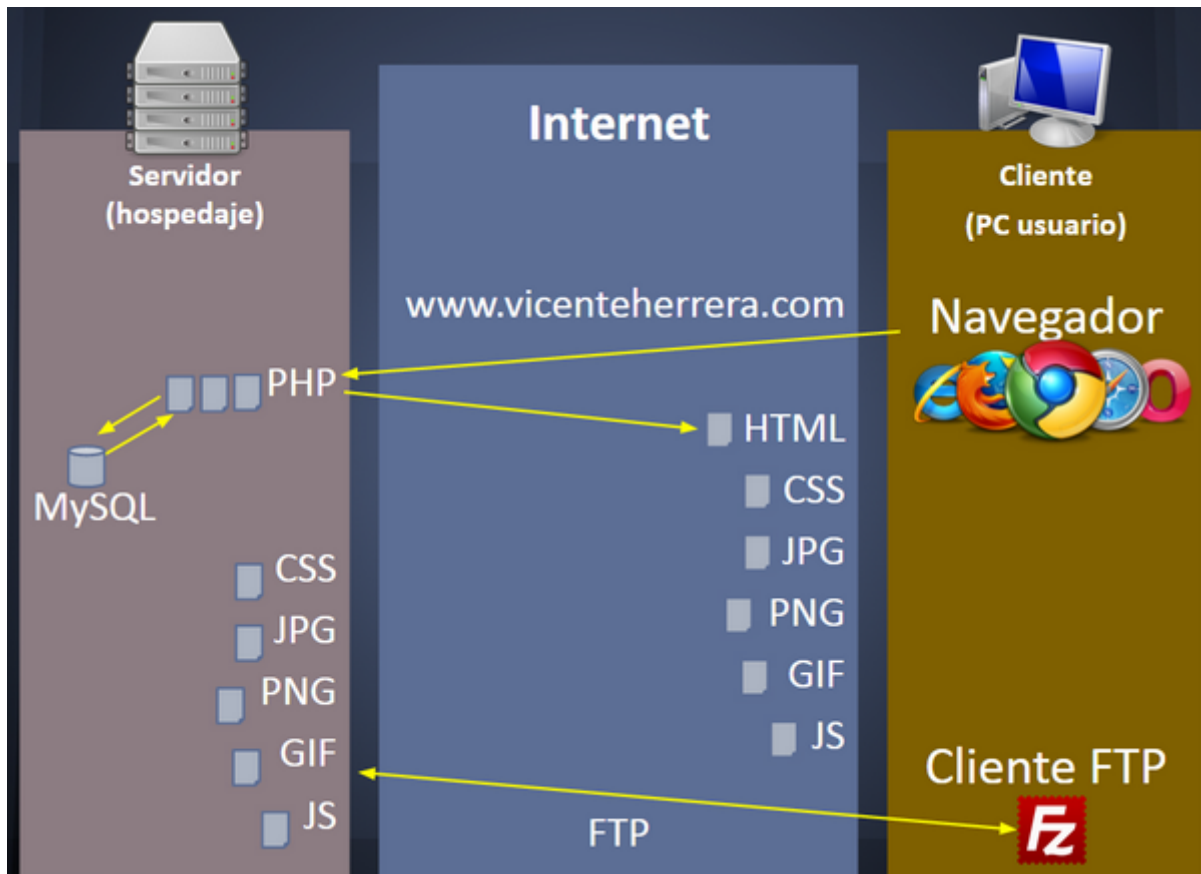 Servidor
(hospedaje)
PHP
MySQL
CSS
JPG
PNG
GIF
JS
Internet
www.vicenteherrera.com
HTML
CSS
JPG
PNG
GIF
JS
FTP
Cliente
(PC usuario)
Navegador
Cliente FTP
Fz